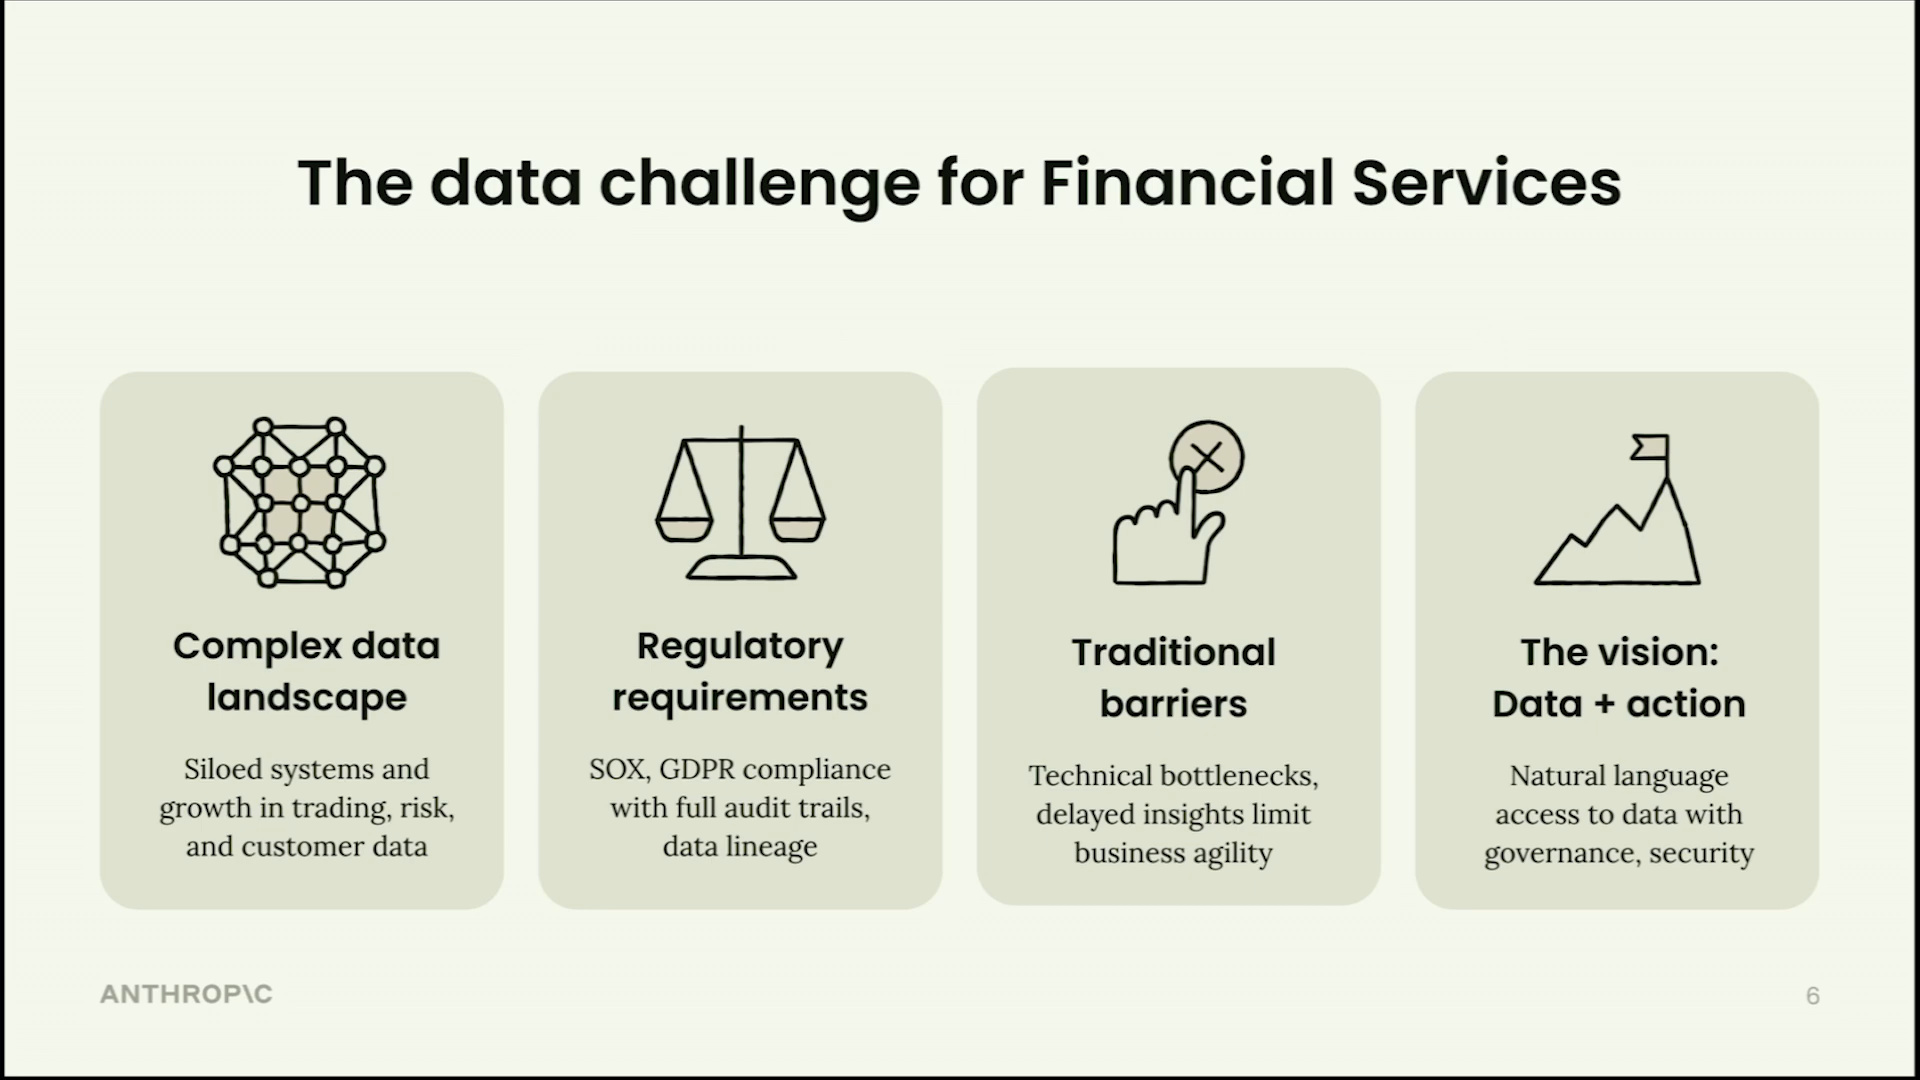 The data challenge for Financial Services
Complex data
landscape
Siloed systems and
growth in trading, risk,
and customer data
Regulatory
requirements
SOX, GDPR compliance
with full audit trails,
data lineage
Traditional
barriers
Technical bottlenecks,
delayed insights limit
business agility
The vision:
Data + action
Natural language
access to data with
governance, security
ANTHROP\C
6